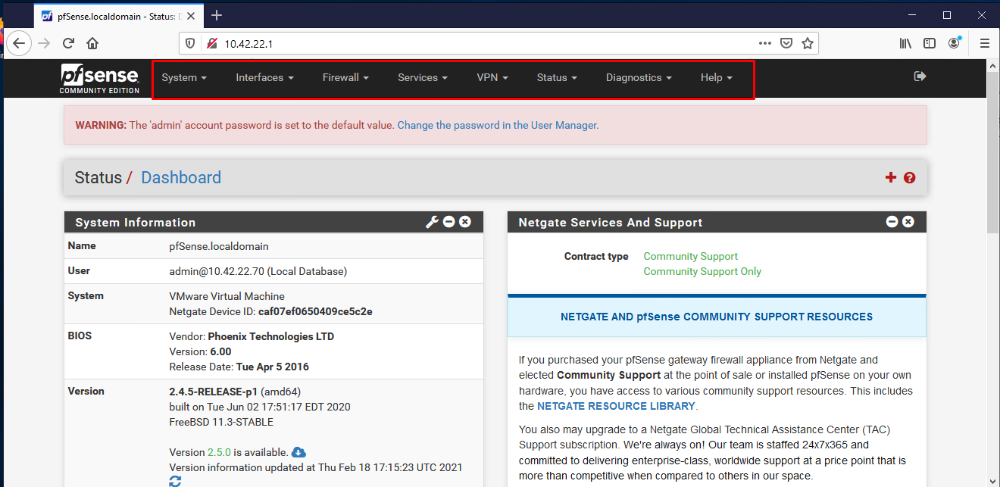 pfSense.localdomain - Status: D
10.42.22.1
pfsense
COMMUNITY EDITION
System
Interfaces
Firewall
Services
VPN
Status
Diagnostics
Help
WARNING: The 'admin' account password is set to the default value. Change the password in the User Manager.
Status / Dashboard
System Information
Name pfSense.localdomain
User admin@10.42.22.70 (Local Database)
System VMware Virtual Machine
Netgate Device ID: caf07ef0650409ce5c2e
BIOS Vendor: Phoenix Technologies LTD
Version: 6.00
Release Date: Tue Apr 5 2016
Version 2.4.5-RELEASE-p1 (amd64)
built on Tue Jun 02 17:51:17 EDT 2020
FreeBSD 11.3-STABLE
Version 2.5.0 is available.
Version information updated at Thu Feb 18 17:15:23 UTC 2021
Netgate Services And Support
Contract type Community Support
Community Support Only
NETGATE AND pfSense COMMUNITY SUPPORT RESOURCES
If you purchased your pfSense gateway firewall appliance from Netgate and
elected Community Support at the point of sale or installed pfSense on your own
hardware, you have access to various community support resources. This includes
the NETGATE RESOURCE LIBRARY.
You also may upgrade to a Netgate Global Technical Assistance Center (TAC)
Support subscription. We're always on! Our team is staffed 24x7x365 and
committed to delivering enterprise-class, worldwide support at a price point that is
more than competitive when compared to others in our space.